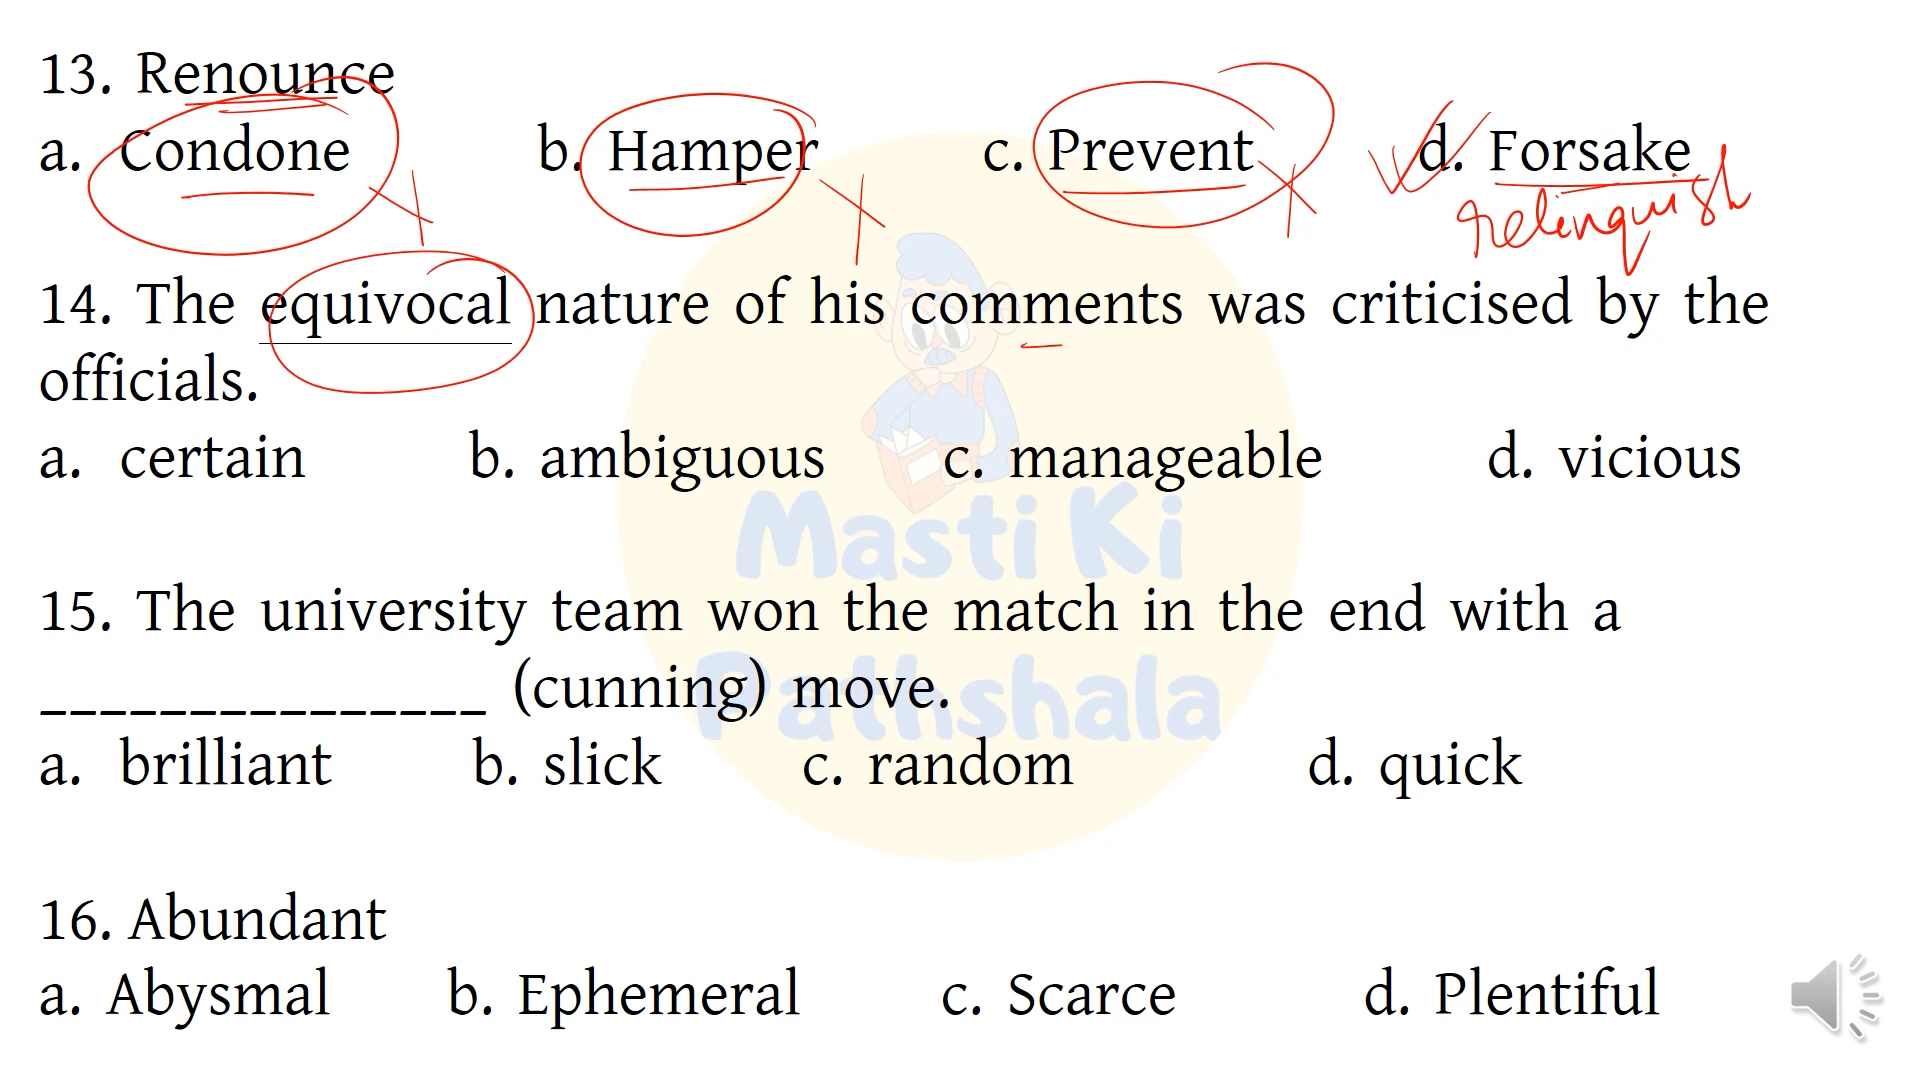 13. Renounce
a. Condone b. Hamper c. Prevent d. Forsake
relinquish
14. The equivocal nature of his comments was criticised by the
officials.
a. certain b. ambiguous c. manageable d. vicious
Masti Ki
15. The university team won the match in the end with a
_______________ (cunning) move.
Pathshala
a. brilliant b. slick c. random d. quick
16. Abundant
a. Abysmal b. Ephemeral c. Scarce d. Plentiful